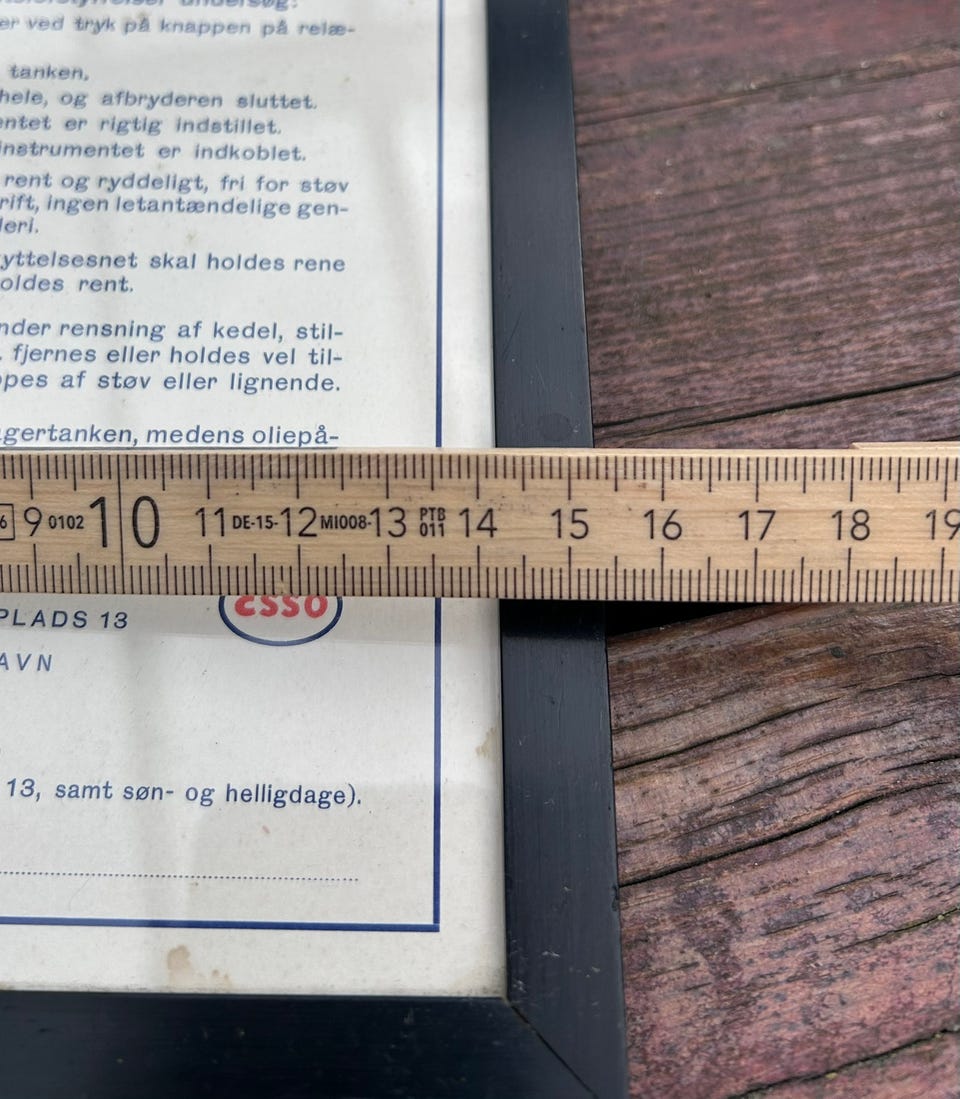 er ved tryk på knappen på relæ-
tanken,
hele, og afbryderen sluttet.
entet er rigtig indstillet.
instrumentet er indkoblet.
rent og ryddeligt, fri for støv
rift, ingen letantændelige gen-
leri.
yttelsesnet skal holdes rene
oldes rent.
nder rensning af kedel, stil-
. fjernes eller holdes vel til-
ppes af støv eller lignende.
gertanken, medens oliepå-
6 9 0102 10 11 DE-15- 12 MI008- 13 PTB 011 14 15 16 17 18 19
esso
PLADS 13
AVN
13, samt søn- og helligdage).